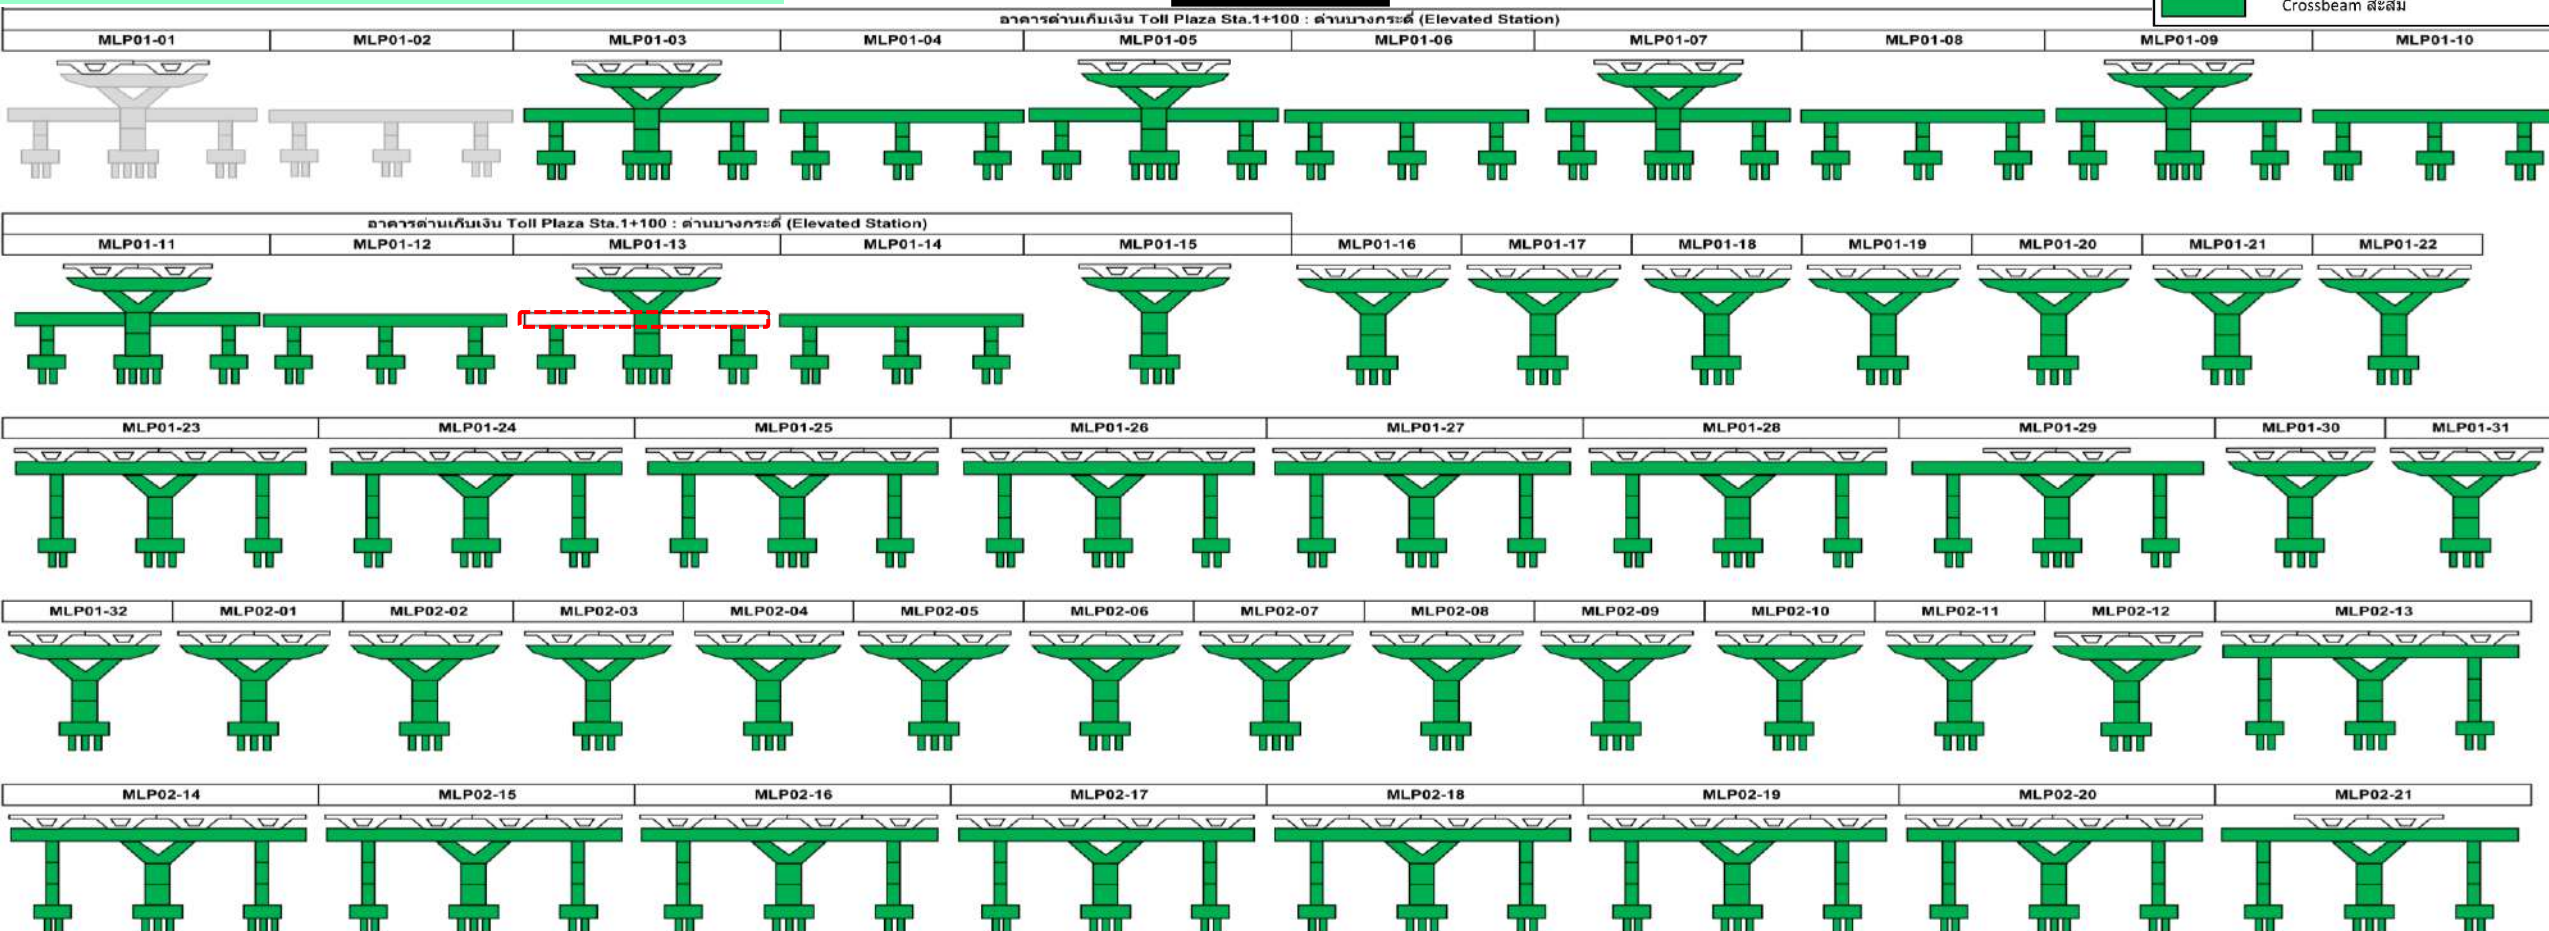 Crossbeam สะสม
อาคารด่านเก็บเงิน Toll Plaza Sta.1+100 : ด่านบางกระดี่ (Elevated Station)
MLP01-01 MLP01-02 MLP01-03 MLP01-04 MLP01-05 MLP01-06 MLP01-07 MLP01-08 MLP01-09 MLP01-10
อาคารด่านเก็บเงิน Toll Plaza Sta.1+100 : ด่านบางกระดี่ (Elevated Station)
MLP01-11 MLP01-12 MLP01-13 MLP01-14 MLP01-15 MLP01-16 MLP01-17 MLP01-18 MLP01-19 MLP01-20 MLP01-21 MLP01-22
MLP01-23 MLP01-24 MLP01-25 MLP01-26 MLP01-27 MLP01-28 MLP01-29 MLP01-30 MLP01-31
MLP01-32 MLP02-01 MLP02-02 MLP02-03 MLP02-04 MLP02-05 MLP02-06 MLP02-07 MLP02-08 MLP02-09 MLP02-10 MLP02-11 MLP02-12 MLP02-13
MLP02-14 MLP02-15 MLP02-16 MLP02-17 MLP02-18 MLP02-19 MLP02-20 MLP02-21